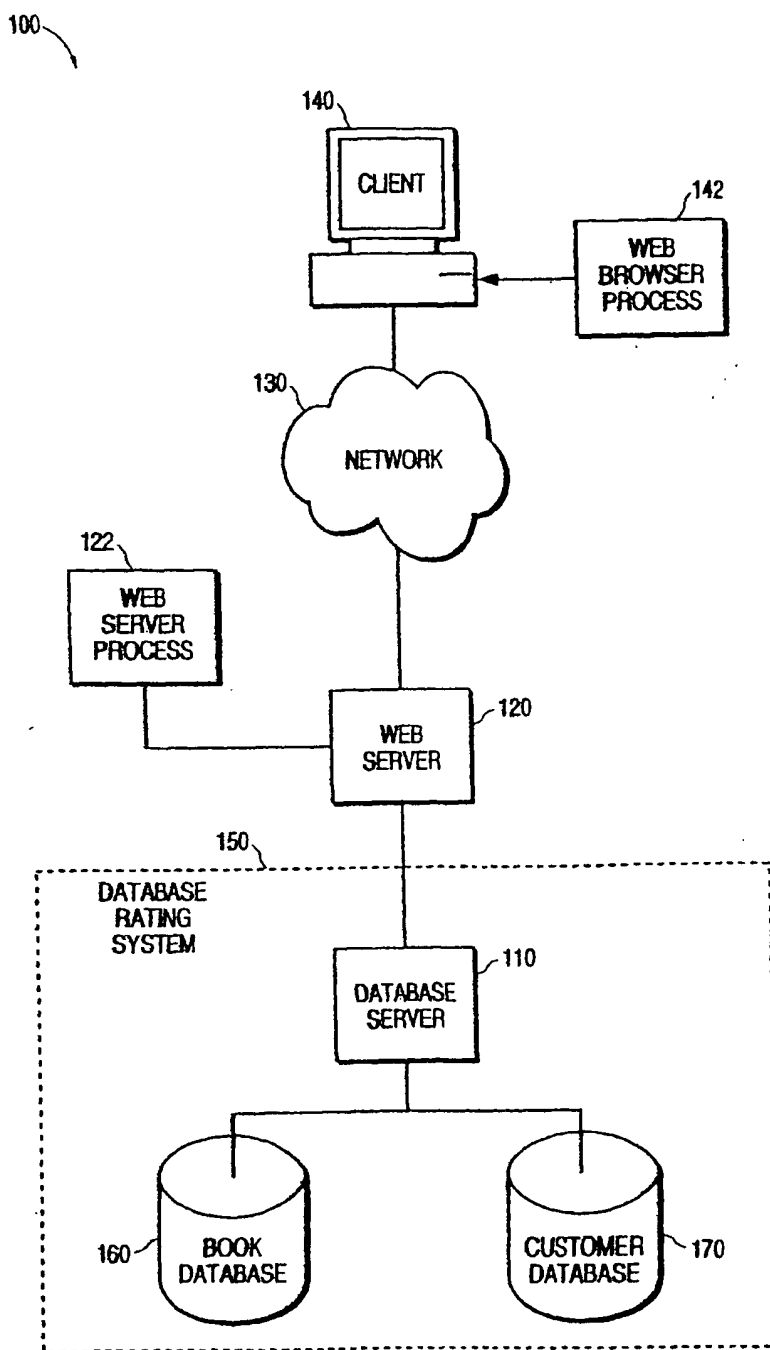 100
140
CLIENT
142
WEB
BROWSER
PROCESS
130
NETWORK
122
WEB
SERVER
PROCESS
120
WEB
SERVER
150
DATABASE
RATING
SYSTEM
110
DATABASE
SERVER
160
BOOK
DATABASE
CUSTOMER
DATABASE
170